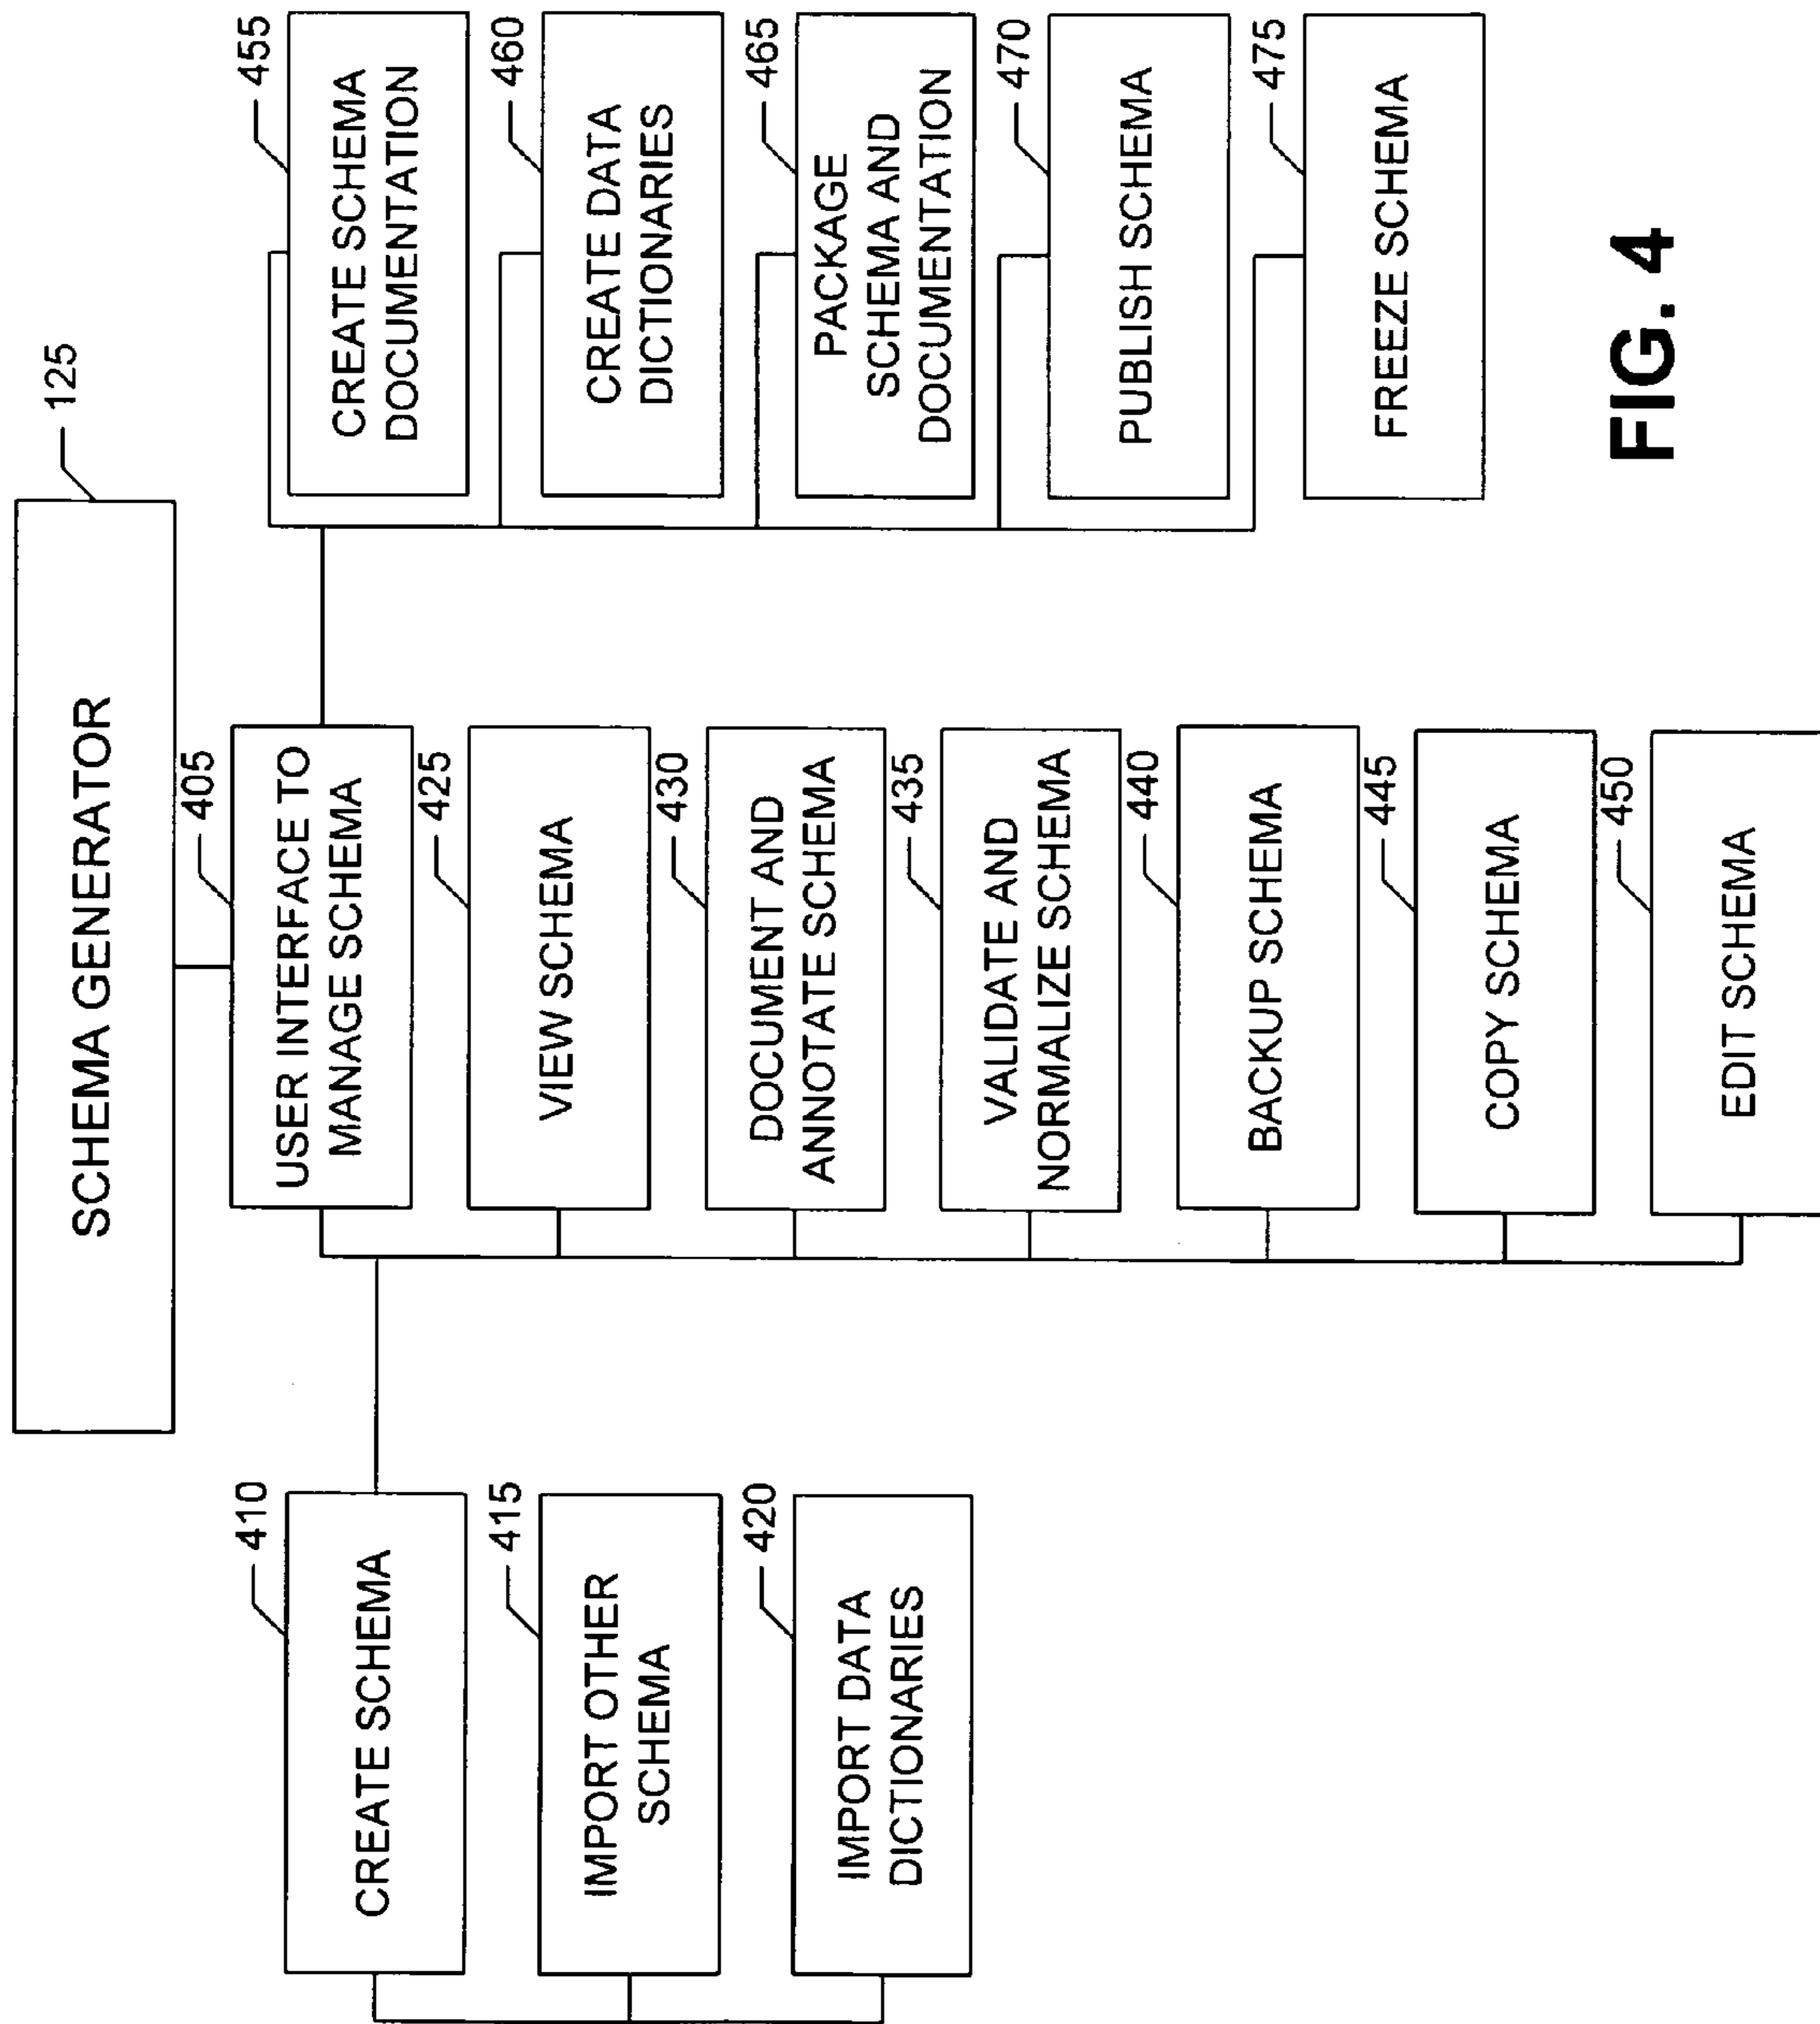 SCHEMA GENERATOR
125
405
USER INTERFACE TO
MANAGE SCHEMA
410
CREATE SCHEMA
415
IMPORT OTHER
SCHEMA
420
IMPORT DATA
DICTIONARIES
425
VIEW SCHEMA
430
DOCUMENT AND
ANNOTATE SCHEMA
435
VALIDATE AND
NORMALIZE SCHEMA
440
BACKUP SCHEMA
445
COPY SCHEMA
450
EDIT SCHEMA
455
CREATE SCHEMA
DOCUMENTATION
460
CREATE DATA
DICTIONARIES
465
PACKAGE
SCHEMA AND
DOCUMENTATION
470
PUBLISH SCHEMA
475
FREEZE SCHEMA
FIG. 4